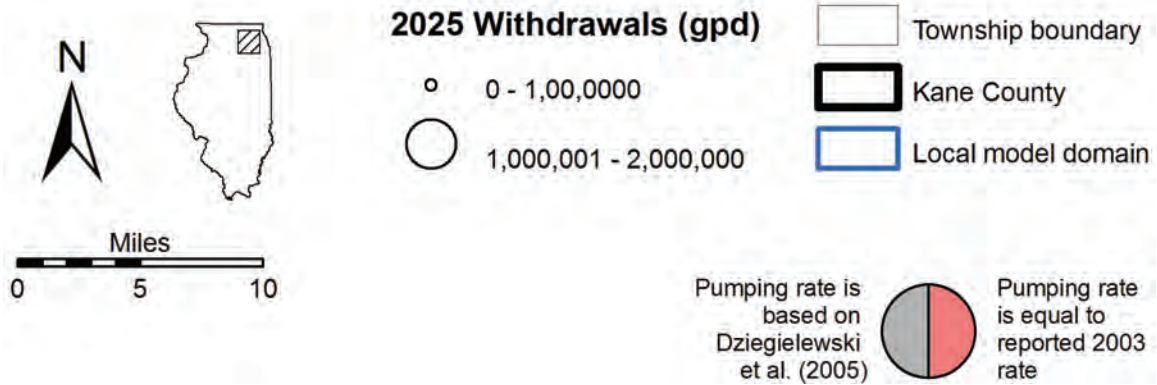 N
Miles
0 5 10
2025 Withdrawals (gpd)
0 - 1,00,0000
1,000,001 - 2,000,000
Township boundary
Kane County
Local model domain
Pumping rate is
based on
Dziegielewski
et al. (2005)
Pumping rate
is equal to
reported 2003
rate